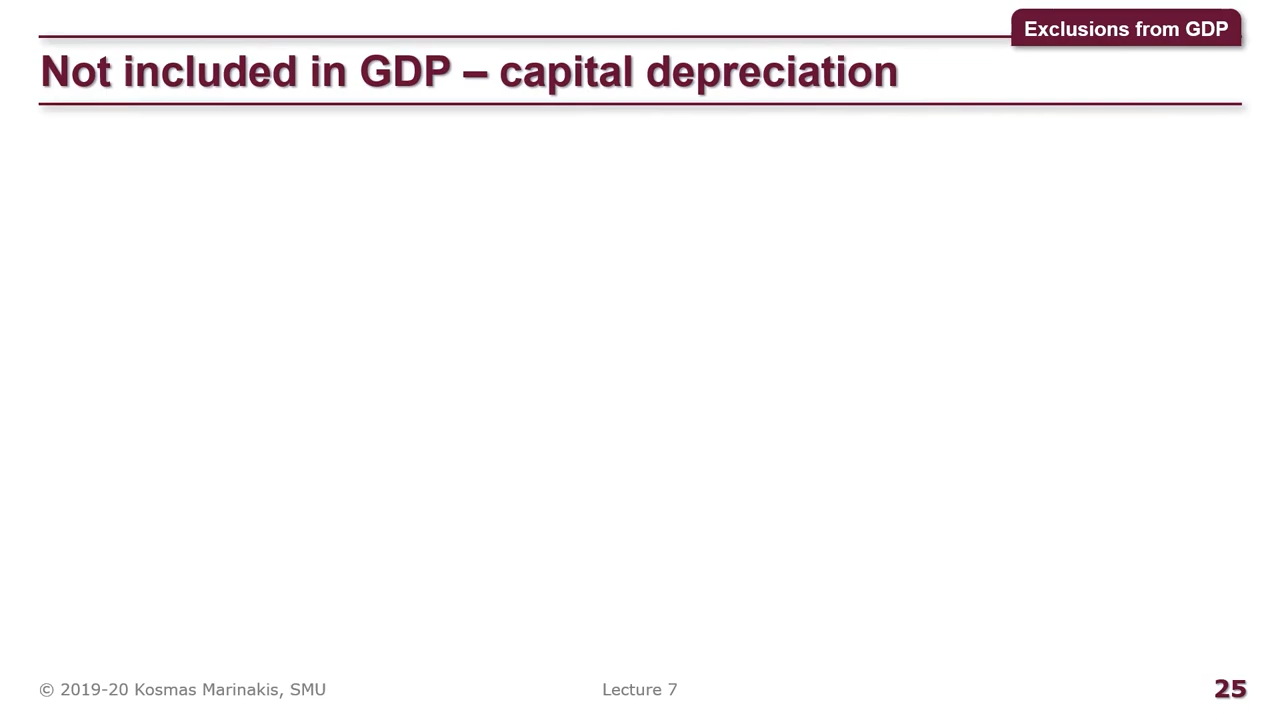 Exclusions from GDP
Not included in GDP – capital depreciation
© 2019-20 Kosmas Marinakis, SMU
Lecture 7
25